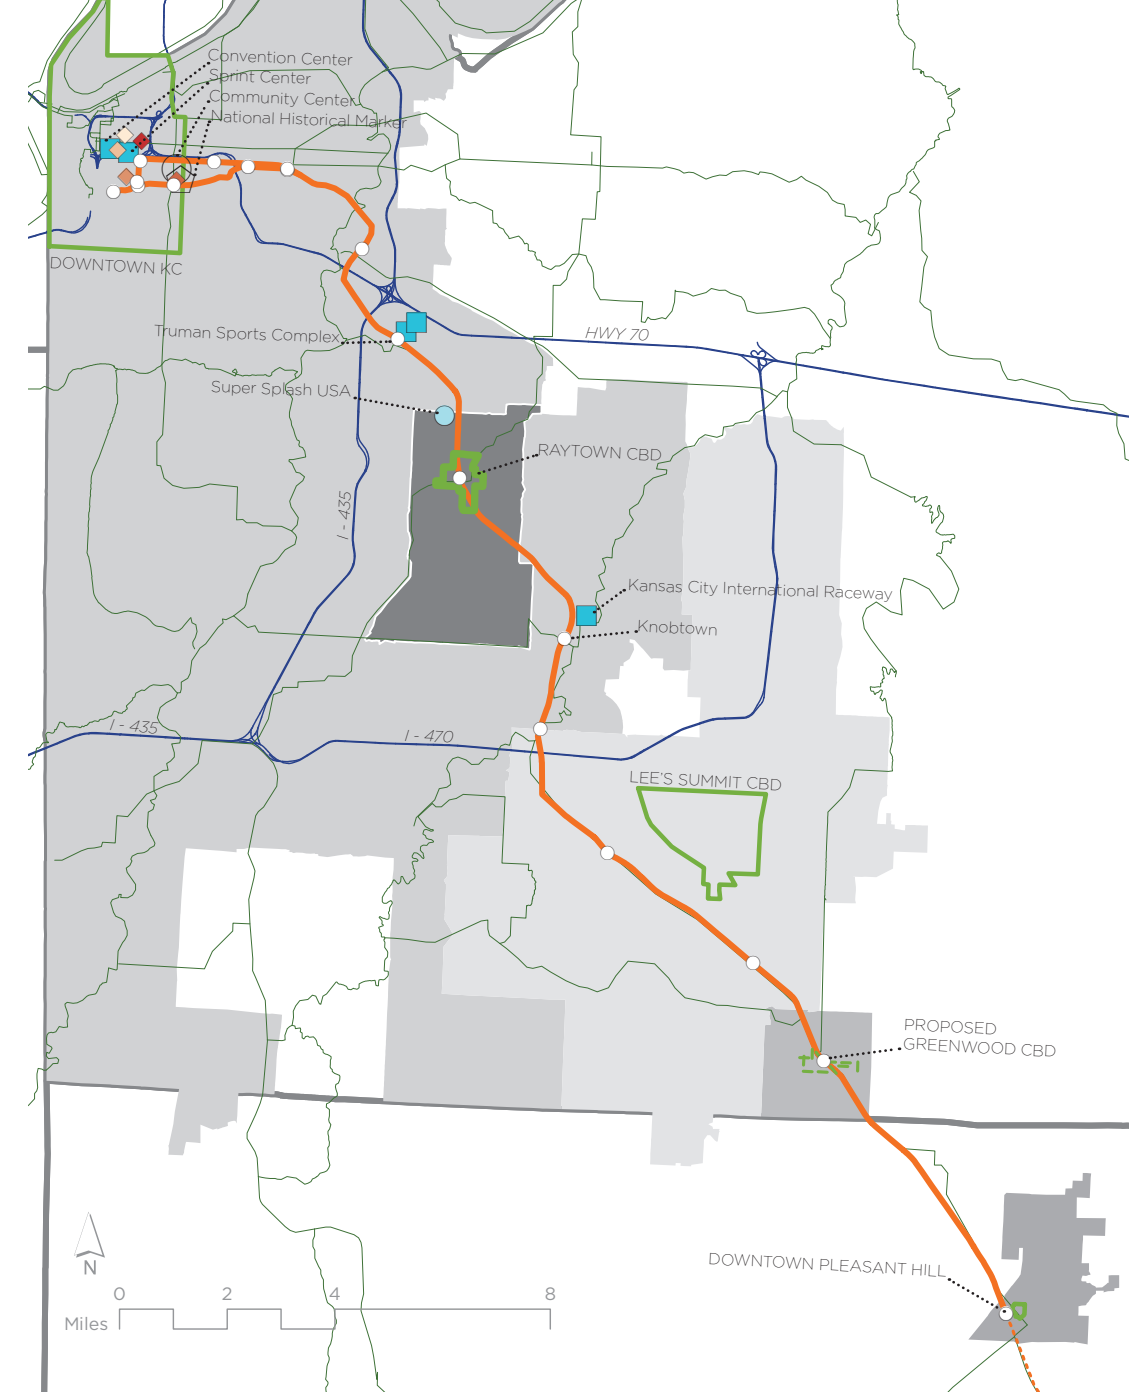 Convention Center
Sprint Center
Community Center
National Historical Marker
DOWNTOWN KC
Truman Sports Complex
HWY 70
Super Splash USA
RAYTOWN CBD
I - 435
Kansas City International Raceway
Knobtown
I - 435
I - 470
LEE'S SUMMIT CBD
PROPOSED
GREENWOOD CBD
DOWNTOWN PLEASANT HILL
N
0 2 4 8
Miles